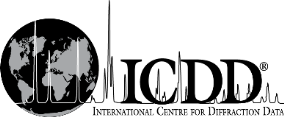 ICDD®
INTERNATIONAL CENTRE FOR DIFFRACTION DATA